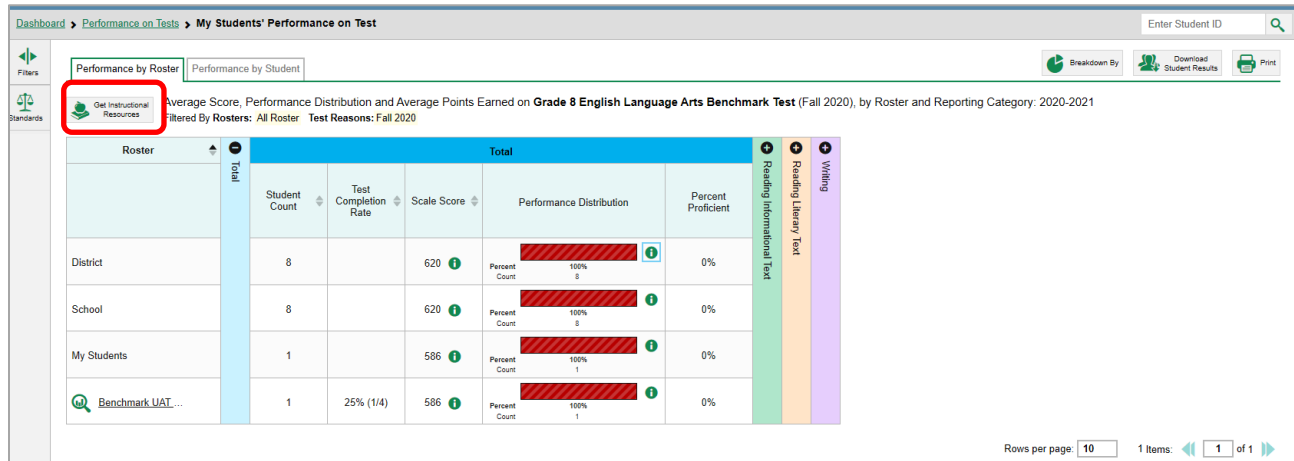 Dashboard > Performance on Tests > My Students' Performance on Test
Enter Student ID
Filters
Standards
Performance by Roster
Performance by Student
Breakdown By
Download
Student Results
Print
Get Instructional
Resources
Average Score, Performance Distribution and Average Points Earned on Grade 8 English Language Arts Benchmark Test (Fall 2020), by Roster and Reporting Category: 2020-2021
Filtered By Rosters: All Roster Test Reasons: Fall 2020
Roster
Total
Total
Reading Informational Text
Reading Literary Text
Writing
Student
Count
Test
Completion
Rate
Scale Score
Performance Distribution
Percent
Proficient
District 8 620 0%
Percent 100%
Count 8
School 8 620 0%
Percent 100%
Count 8
My Students 1 586 0%
Percent 100%
Count 1
Benchmark UAT ... 1 25% (1/4) 586 0%
Percent 100%
Count 1
Rows per page: 10 1 Items: 1 of 1